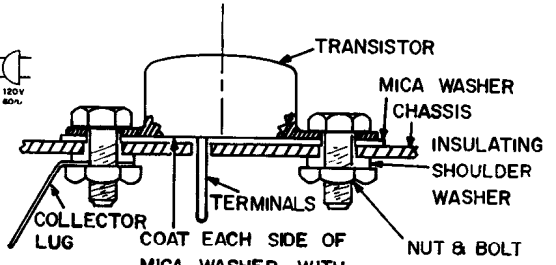 TRANSISTOR
120V
60~
MICA WASHER
CHASSIS
INSULATING
SHOULDER
WASHER
TERMINALS
COLLECTOR
LUG
COAT EACH SIDE OF
MICA WASHER WITH
NUT & BOLT